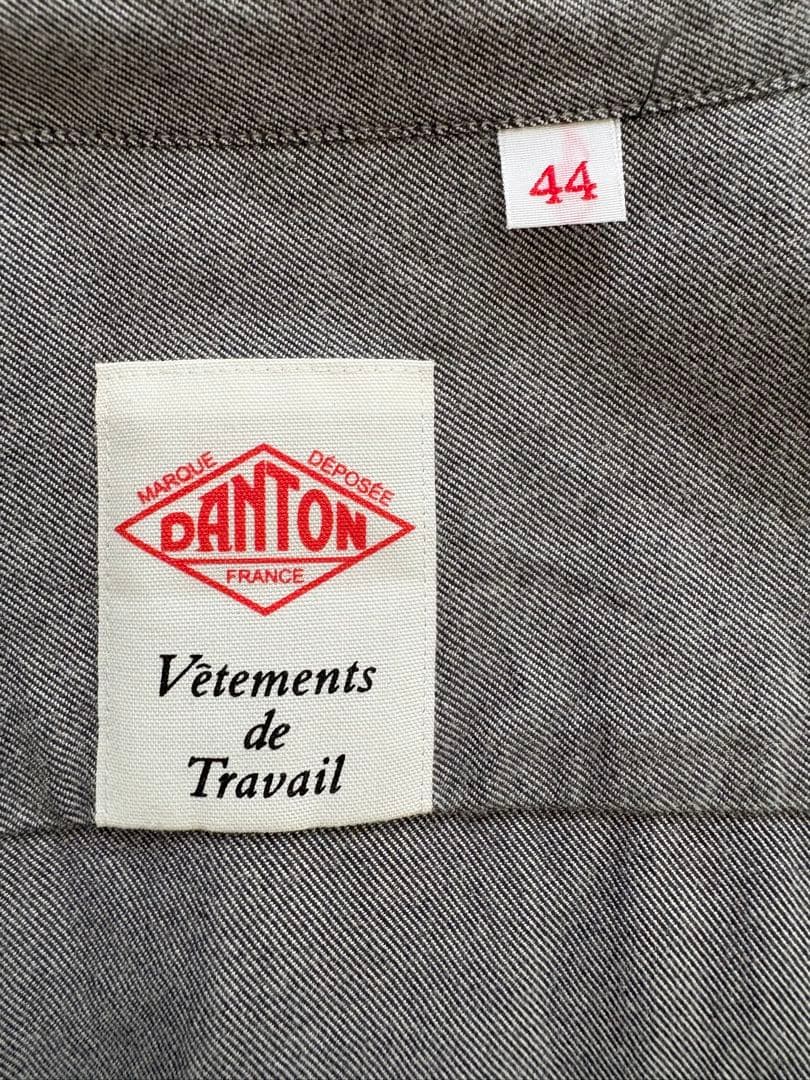 44
MARQUE DÉPOSÉE
DANTON
FRANCE
Vêtements
de
Travail